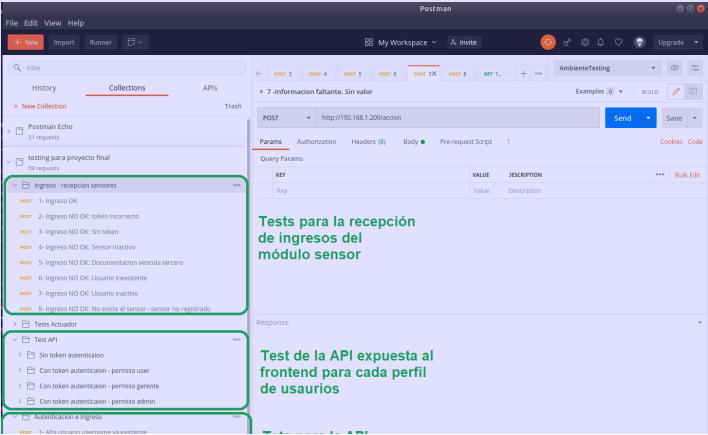 Postman
File Edit View Help
+ New Import Runner My Workspace Invite Upgrade
Filter
History Collections APIs
+ New Collection Trash
Postman Echo
21 requests
testing para proyecto final
59 requests
Ingreso - recepcion sensores
POST 1- Ingreso OK
POST 2- Ingreso NO OK: token incorrecto
POST 3- Ingreso NO OK: Sin token
POST 4- Ingreso NO OK: Sensor inactivo
POST 5- Ingreso NO OK: Documentacion vencida tercero
POST 6- Ingreso NO OK: Usuario inexistente
POST 7- Ingreso NO OK: Usuario inactivo
POST 8- Ingreso NO OK: No existe el sensor - sensor no registrado
Tests Actuador
Test API
Sin token autenticaion
Con token autenticaion - permiso user
Con token autenticaion - permiso gerente
Con token autenticaion - permiso admin
Autenticacion e Ingreso
POST 1- Alta usuario username ya existente
POST 3 POST 4 POST 5 POST 6 POST 7 POST 8 GET 1.. + AmbienteTesting
7 -Informacion faltante. Sin valor Examples 0 BUILD
POST http://192.168.1.200/accion Send Save
Params Authorization Headers (8) Body Pre-request Script Cookies Code
Query Params
KEY VALUE DESCRIPTION Bulk Edit
Key Value Description
Tests para la recepción
de ingresos del
módulo sensor
Response
Test de la API expuesta al
frontend para cada perfil
de usaurios